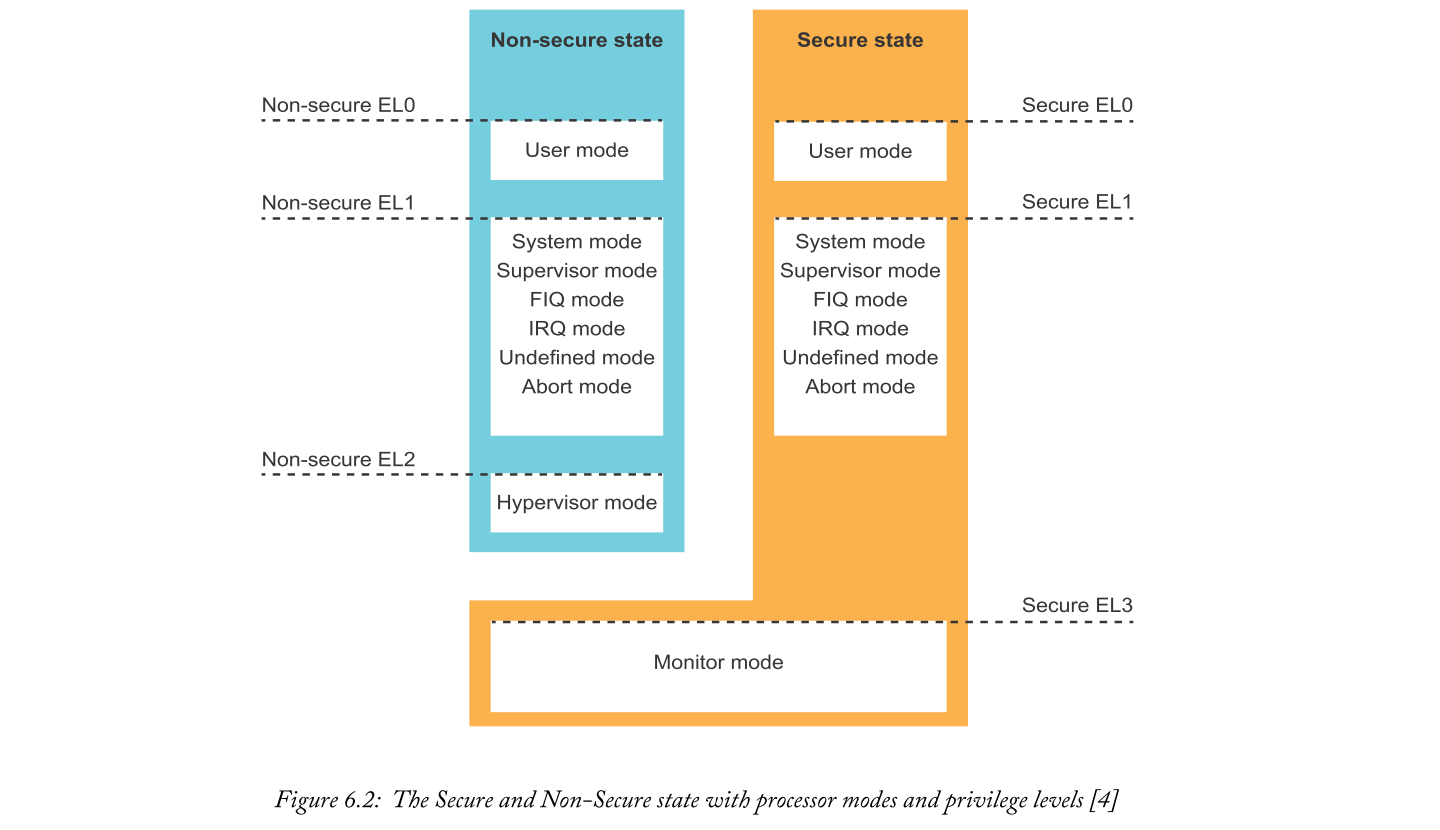 Non-secure state
Secure state
Non-secure EL0
Secure EL0
User mode
User mode
Non-secure EL1
Secure EL1
System mode
Supervisor mode
FIQ mode
IRQ mode
Undefined mode
Abort mode
System mode
Supervisor mode
FIQ mode
IRQ mode
Undefined mode
Abort mode
Non-secure EL2
Hypervisor mode
Secure EL3
Monitor mode
Figure 6.2: The Secure and Non-Secure state with processor modes and privilege levels [4]